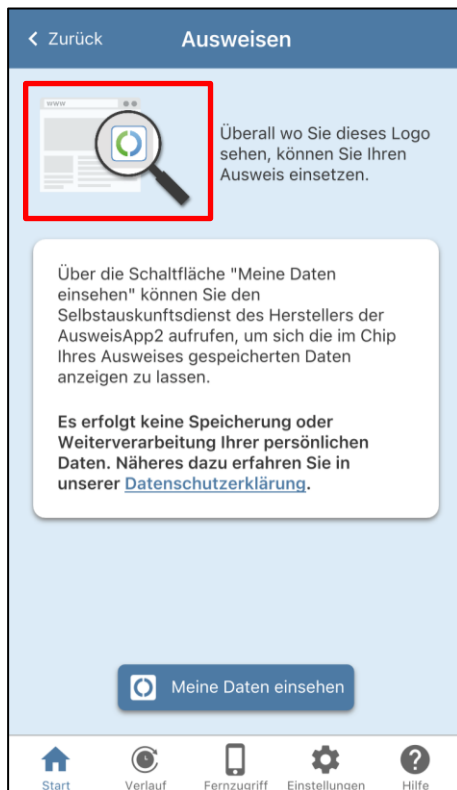 Zurück
Ausweisen
www
Überall wo Sie dieses Logo
sehen, können Sie Ihren
Ausweis einsetzen.
Über die Schaltfläche "Meine Daten
einsehen" können Sie den
Selbstauskunftsdienst des Herstellers der
AusweisApp2 aufrufen, um sich die im Chip
Ihres Ausweises gespeicherten Daten
anzeigen zu lassen.
Es erfolgt keine Speicherung oder
Weiterverarbeitung Ihrer persönlichen
Daten. Näheres dazu erfahren Sie in
unserer Datenschutzerklärung.
Meine Daten einsehen
Start
Verlauf
Fernzugriff
Einstellungen
Hilfe